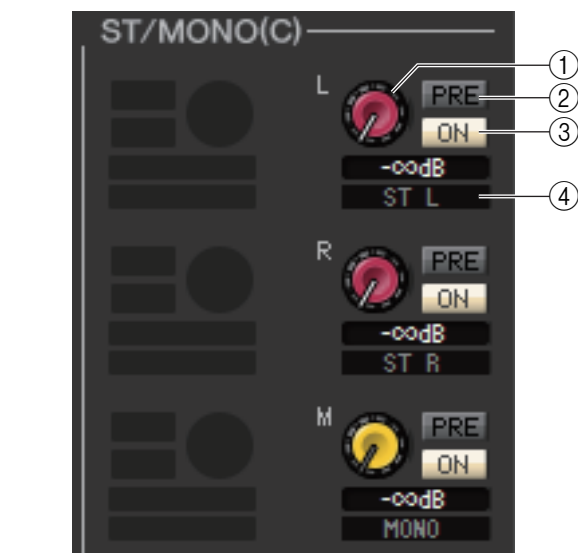 ST/MONO(C)
L
PRE
ON
-∞dB
ST L
①
②
③
④
R
PRE
ON
-∞dB
ST R
M
PRE
ON
-∞dB
MONO